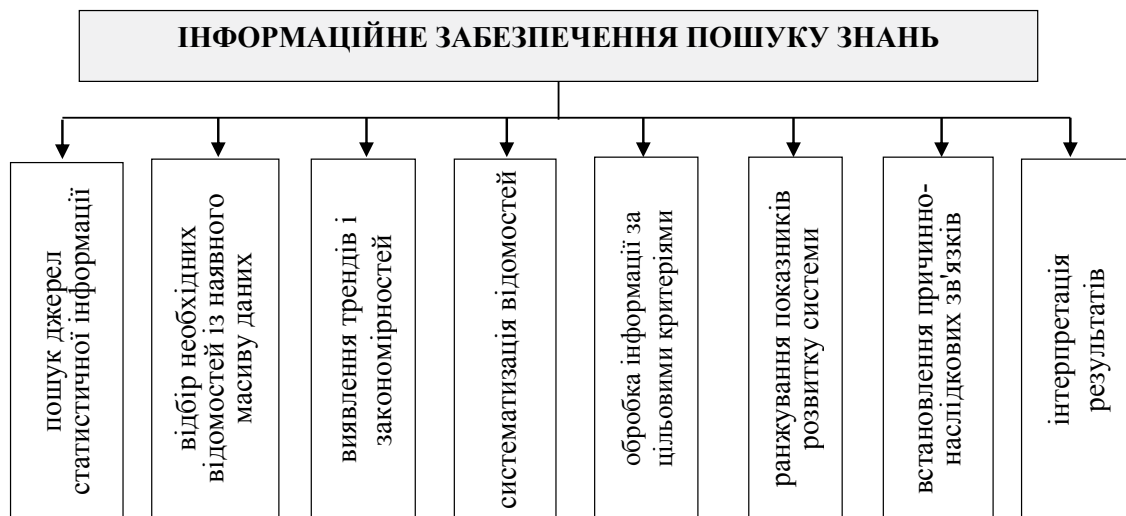 ІНФОРМАЦІЙНЕ ЗАБЕЗПЕЧЕННЯ ПОШУКУ ЗНАНЬ
пошук джерел
статистичної інформації
відбір необхідних
відомостей із наявного
масиву даних
виявлення трендів і
закономірностей
систематизація відомостей
обробка інформації за
цільовими критеріями
ранжування показників
розвитку системи
встановлення причинно-
наслідкових зв'язків
інтерпретація
результатів